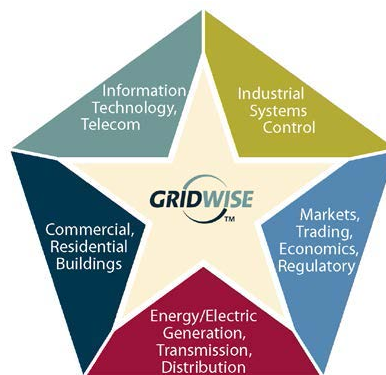 Information
Technology,
Telecom
Industrial
Systems
Control
GRIDWISE
TM
Commercial,
Residential
Buildings
Markets,
Trading,
Economics,
Regulatory
Energy/Electric
Generation,
Transmission,
Distribution